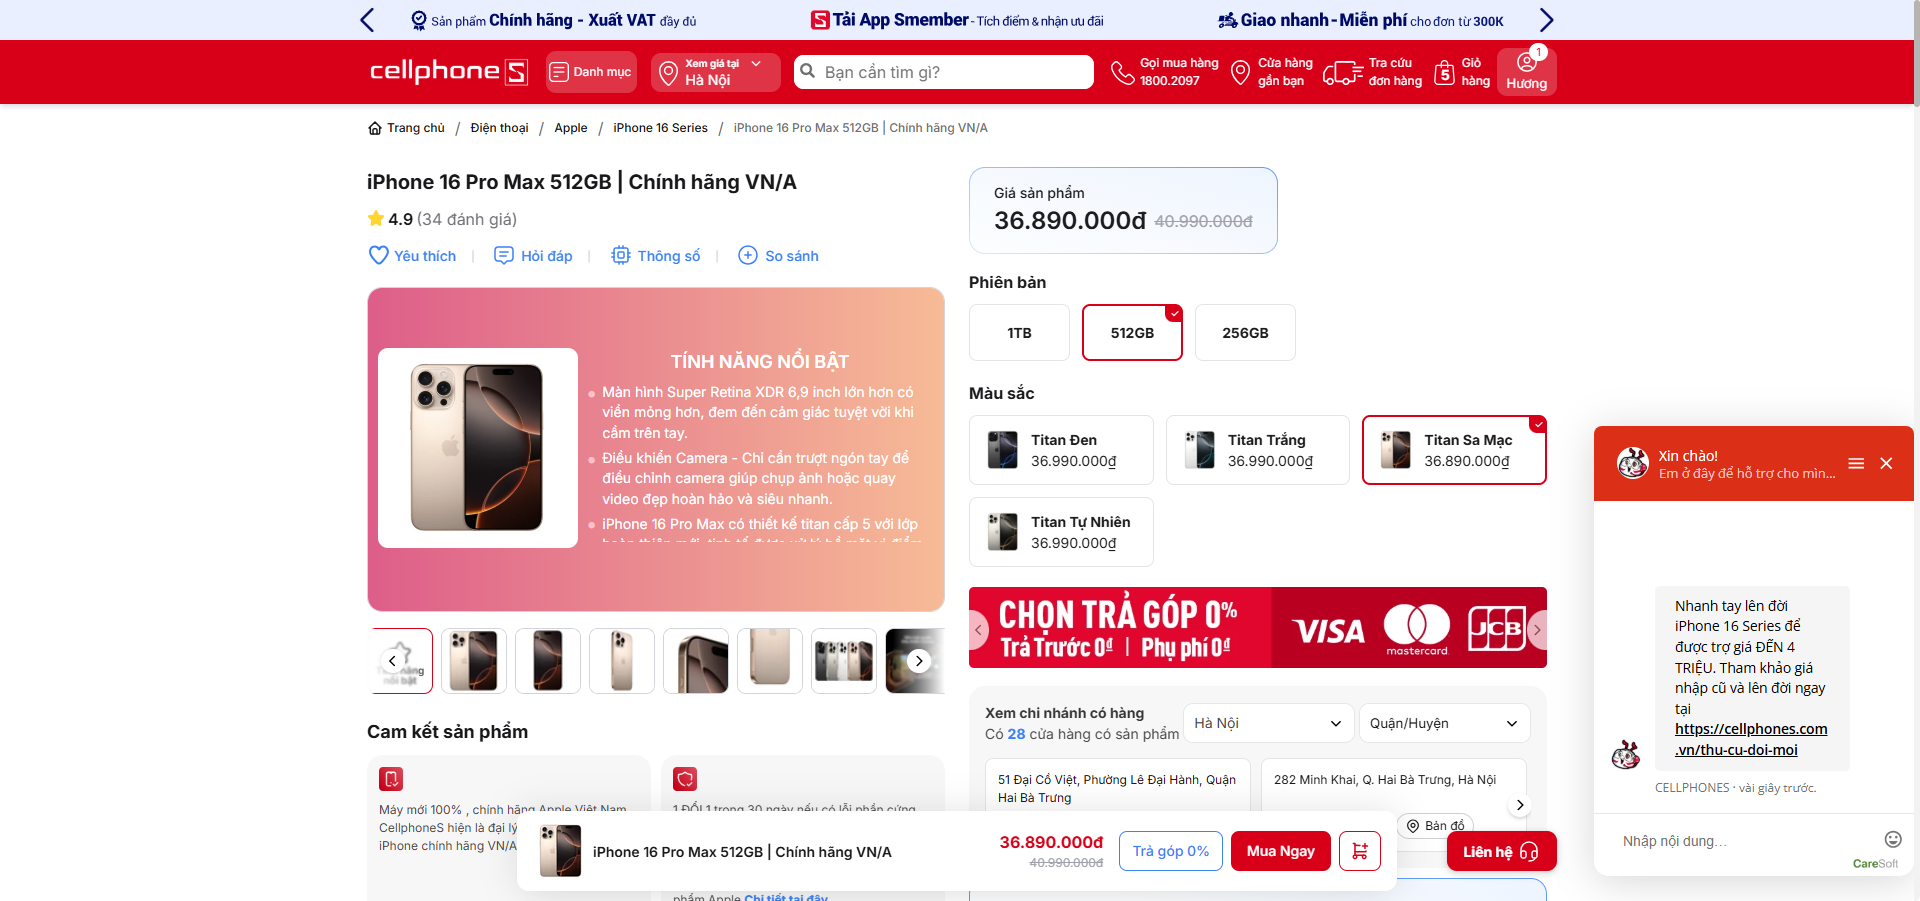 Sản phẩm Chính hãng - Xuất VAT đầy đủ
Tải App Smember - Tích điểm & nhận ưu đãi
Giao nhanh - Miễn phí cho đơn từ 300K
cellphoneS
Danh mục
Xem giá tại
Hà Nội
Bạn cần tìm gì?
Gọi mua hàng
1800.2097
Cửa hàng
gần bạn
Tra cứu
đơn hàng
5
Giỏ
hàng
1
Hương
Trang chủ / Điện thoại / Apple / iPhone 16 Series / iPhone 16 Pro Max 512GB | Chính hãng VN/A
iPhone 16 Pro Max 512GB | Chính hãng VN/A
4.9 (34 đánh giá)
Yêu thích | Hỏi đáp | Thông số | So sánh
TÍNH NĂNG NỔI BẬT
Màn hình Super Retina XDR 6,9 inch lớn hơn có
viền mỏng hơn, đem đến cảm giác tuyệt vời khi
cầm trên tay.
Điều khiển Camera - Chỉ cần trượt ngón tay để
điều chỉnh camera giúp chụp ảnh hoặc quay
video đẹp hoàn hảo và siêu nhanh.
iPhone 16 Pro Max có thiết kế titan cấp 5 với lớp
Cam kết sản phẩm
Máy mới 100% , chính hãng Apple Việt Nam.
CellphoneS hiện là đại lý
iPhone chính hãng VN/A
1 ĐỔI 1 trong 30 ngày nếu có lỗi phần cứng
phẩm Apple Chi tiết tại đây
Giá sản phẩm
36.890.000đ 40.990.000đ
Phiên bản
1TB
512GB
256GB
Màu sắc
Titan Đen
36.990.000₫
Titan Trắng
36.990.000₫
Titan Sa Mạc
36.890.000₫
Titan Tự Nhiên
36.990.000₫
CHỌN TRẢ GÓP 0%
Trả Trước 0đ | Phụ phí 0đ
VISA
mastercard
JCB
Xem chi nhánh có hàng
Có 28 cửa hàng có sản phẩm
Hà Nội
Quận/Huyện
51 Đại Cồ Việt, Phường Lê Đại Hành, Quận
Hai Bà Trưng
282 Minh Khai, Q. Hai Bà Trưng, Hà Nội
Bản đồ
iPhone 16 Pro Max 512GB | Chính hãng VN/A
36.890.000đ
40.990.000đ
Trả góp 0%
Mua Ngay
Liên hệ
Xin chào!
Em ở đây để hỗ trợ cho mìn...
Nhanh tay lên đời
iPhone 16 Series để
được trợ giá ĐẾN 4
TRIỆU. Tham khảo giá
nhập cũ và lên đời ngay
tại
https://cellphones.com
.vn/thu-cu-doi-moi
CELLPHONES · vài giây trước.
Nhập nội dung...
CareSoft